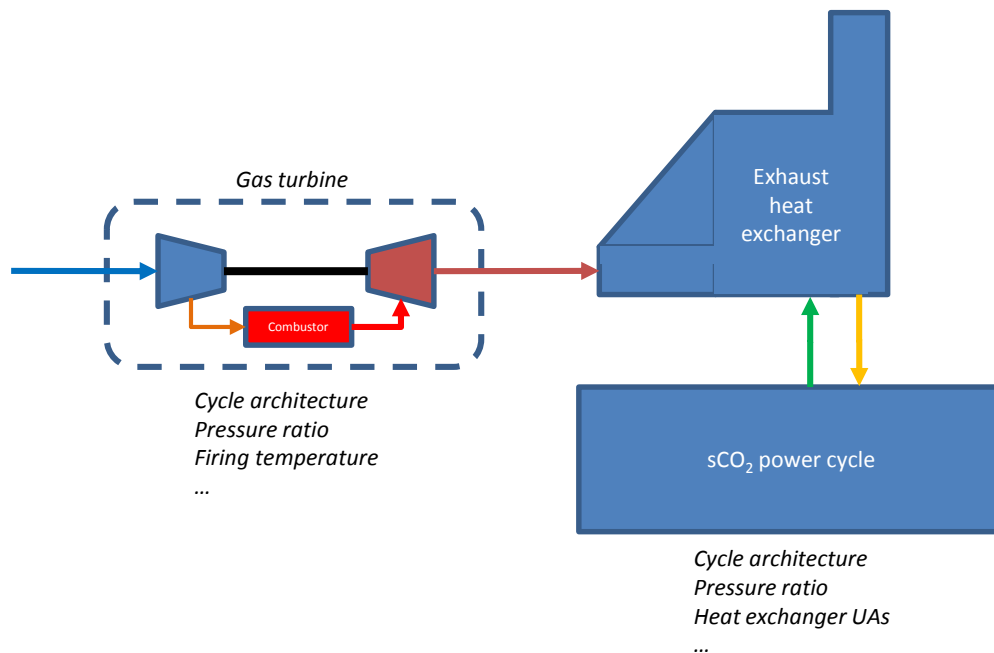 Gas turbine
Combustor
Cycle architecture
Pressure ratio
Firing temperature
…
Exhaust
heat
exchanger
sCO₂ power cycle
Cycle architecture
Pressure ratio
Heat exchanger UAs
…